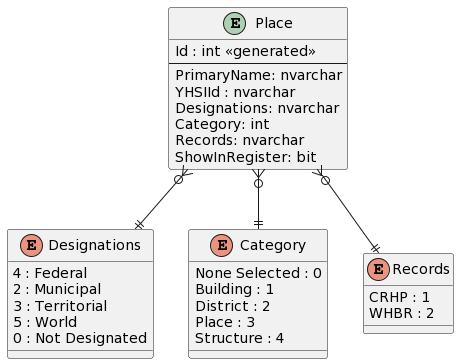 E Place
Id : int «generated»
PrimaryName: nvarchar
YHSIId : nvarchar
Designations: nvarchar
Category: int
Records: nvarchar
ShowInRegister: bit
E Designations
4 : Federal
2 : Municipal
3 : Territorial
5 : World
0 : Not Designated
E Category
None Selected : 0
Building : 1
District : 2
Place : 3
Structure : 4
E Records
CRHP : 1
WHBR : 2